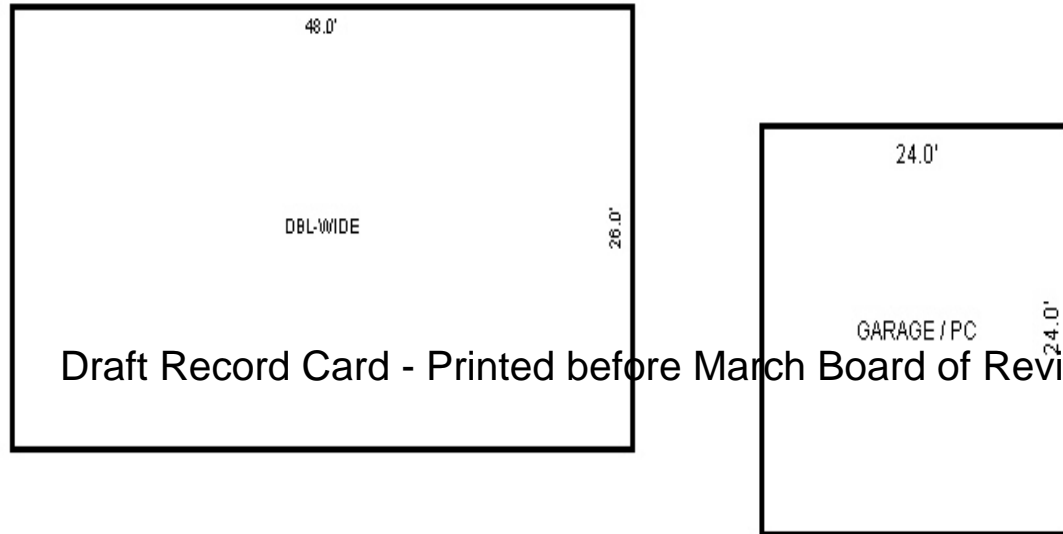 48.0'
24.0'
26.0'
DBL-WIDE
GARAGE / PC
24.0'
Draft Record Card - Printed before March Board of Revi